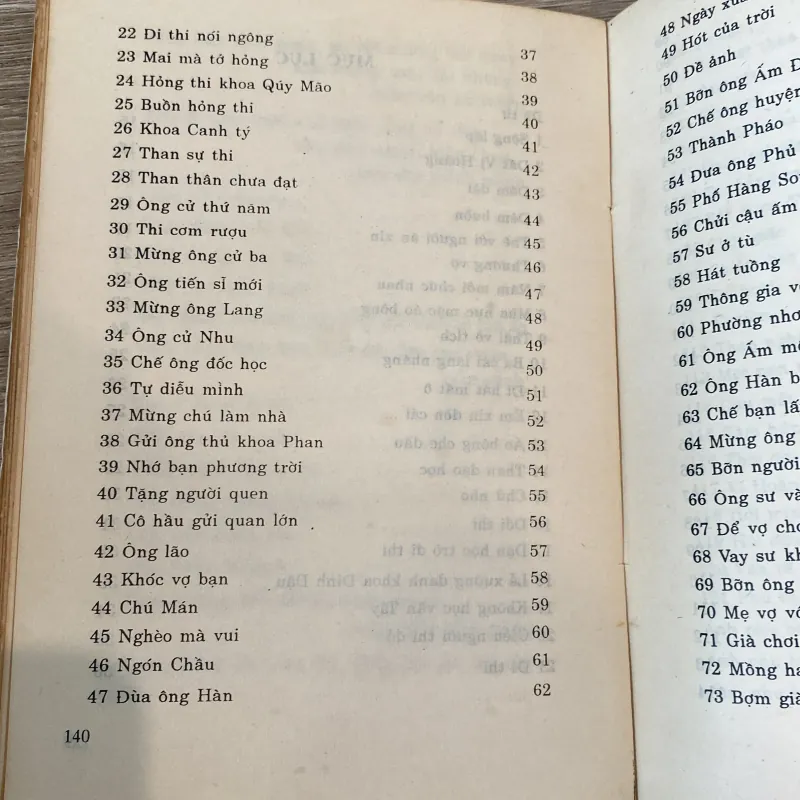 22 Đi thi nói ngông 37
23 Mai mà tớ hỏng 38
24 Hỏng thi khoa Qúy Mão 39
25 Buồn hỏng thi 40
26 Khoa Canh tý 41
27 Than sự thi 42
28 Than thân chưa đạt 43
29 Ông cử thứ năm 44
30 Thi cơm rượu 45
31 Mừng ông cử ba 46
32 Ông tiến sĩ mới 47
33 Mừng ông Lang 48
34 Ông cử Nhu 49
35 Chế ông đốc học 50
36 Tự diễu mình 51
37 Mừng chú làm nhà 52
38 Gửi ông thủ khoa Phan 53
39 Nhớ bạn phương trời 54
40 Tặng người quen 55
41 Cô hầu gửi quan lớn 56
42 Ông lão 57
43 Khốc vợ bạn 58
44 Chú Mán 59
45 Nghèo mà vui 60
46 Ngón Chầu 61
47 Đùa ông Hàn 62
140
48 Ngày
49 Hót của trời
50 Đề ảnh
51 Bỡn ông Ấm
52 Chế ông huyện
53 Thành Pháo
54 Đưa ông Phủ
55 Phố Hàng
56 Chửi cậu ấm
57 Sư ở tù
58 Hát tuồng
59 Thông gia
60 Phường
61 Ông Ấm
62 Ông Hàn
63 Chế bạn
64 Mừng ông
65 Bỡn người
66 Ông sư
67 Để vợ
68 Vay sư
69 Bỡn ông
70 Mẹ vợ
71 Già chơi
72 Mồng
73 Bợm